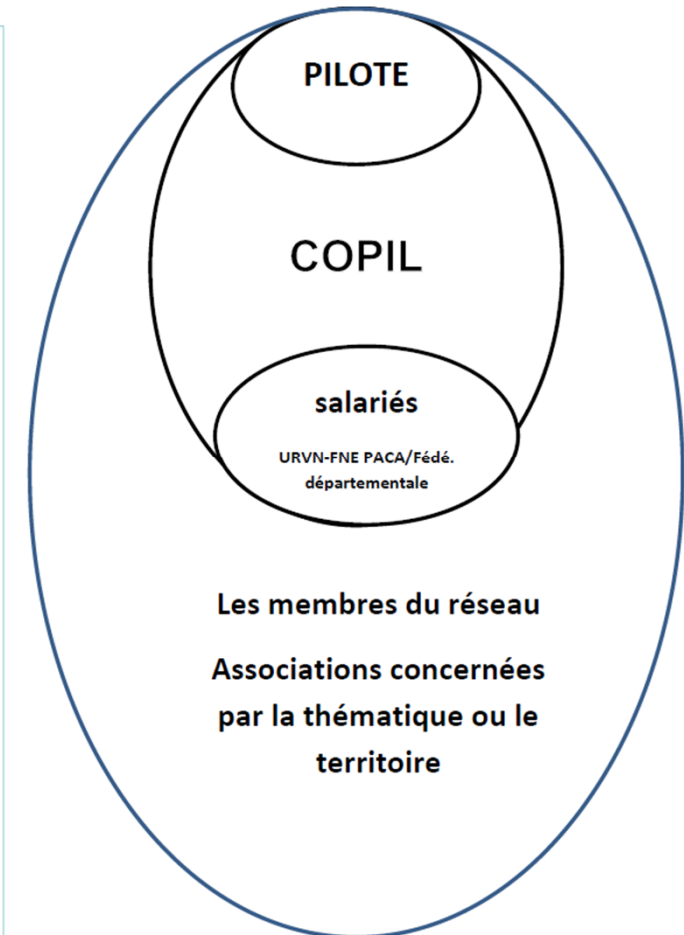 PILOTE
COPIL
salariés
URVN-FNE PACA/Fédé.
départementale
Les membres du réseau
Associations concernées
par la thématique ou le
territoire